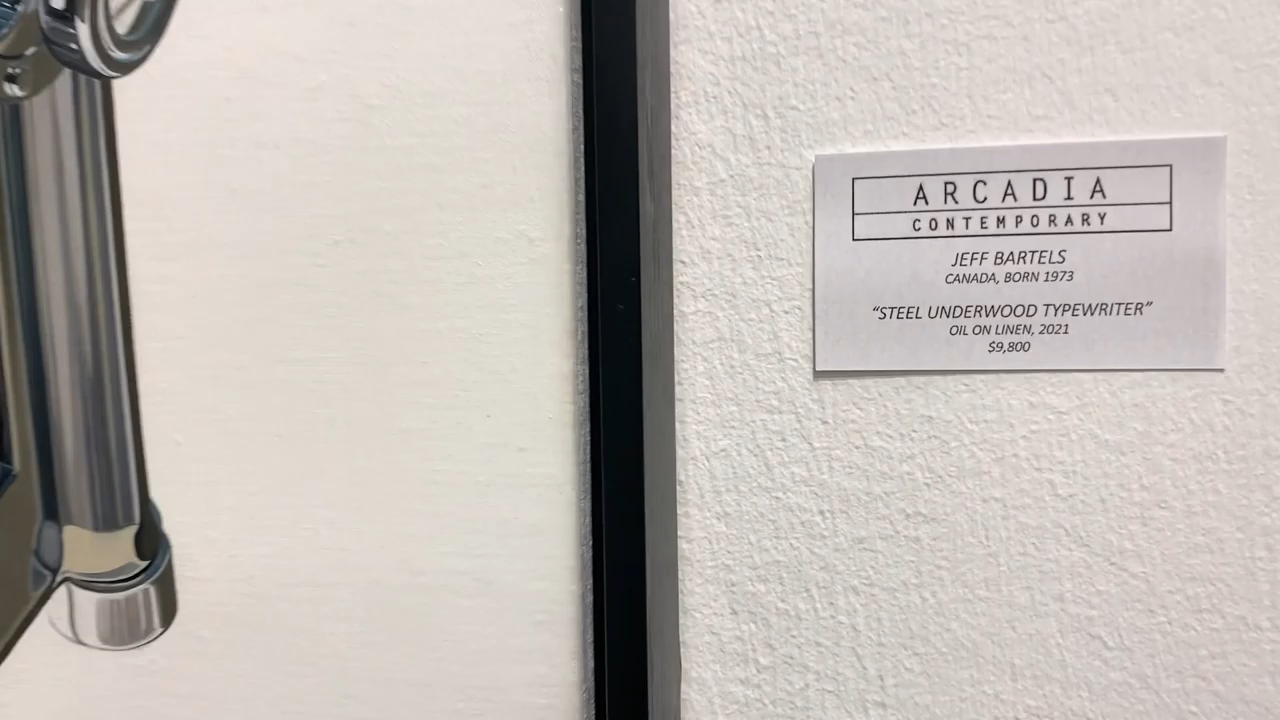 ARCADIA
CONTEMPORARY
JEFF BARTELS
CANADA, BORN 1973
“STEEL UNDERWOOD TYPEWRITER”
OIL ON LINEN, 2021
$9,800